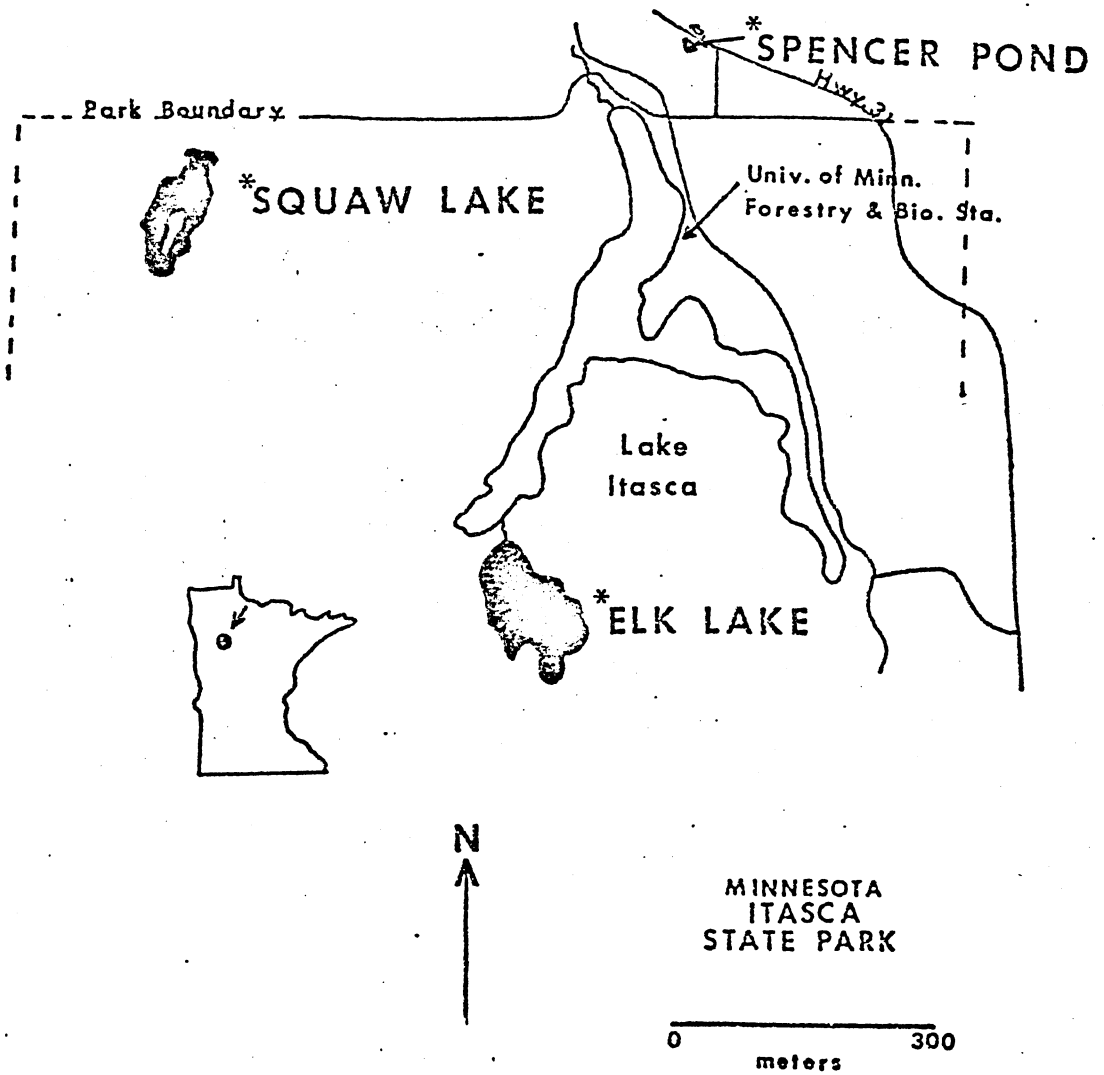 *SPENCER POND
Hwy. 3
Park Boundary
*SQUAW LAKE
Univ. of Minn.
Forestry & Bio. Sta.
Lake
Itasca
*ELK LAKE
N
MINNESOTA
ITASCA
STATE PARK
0 300
meters